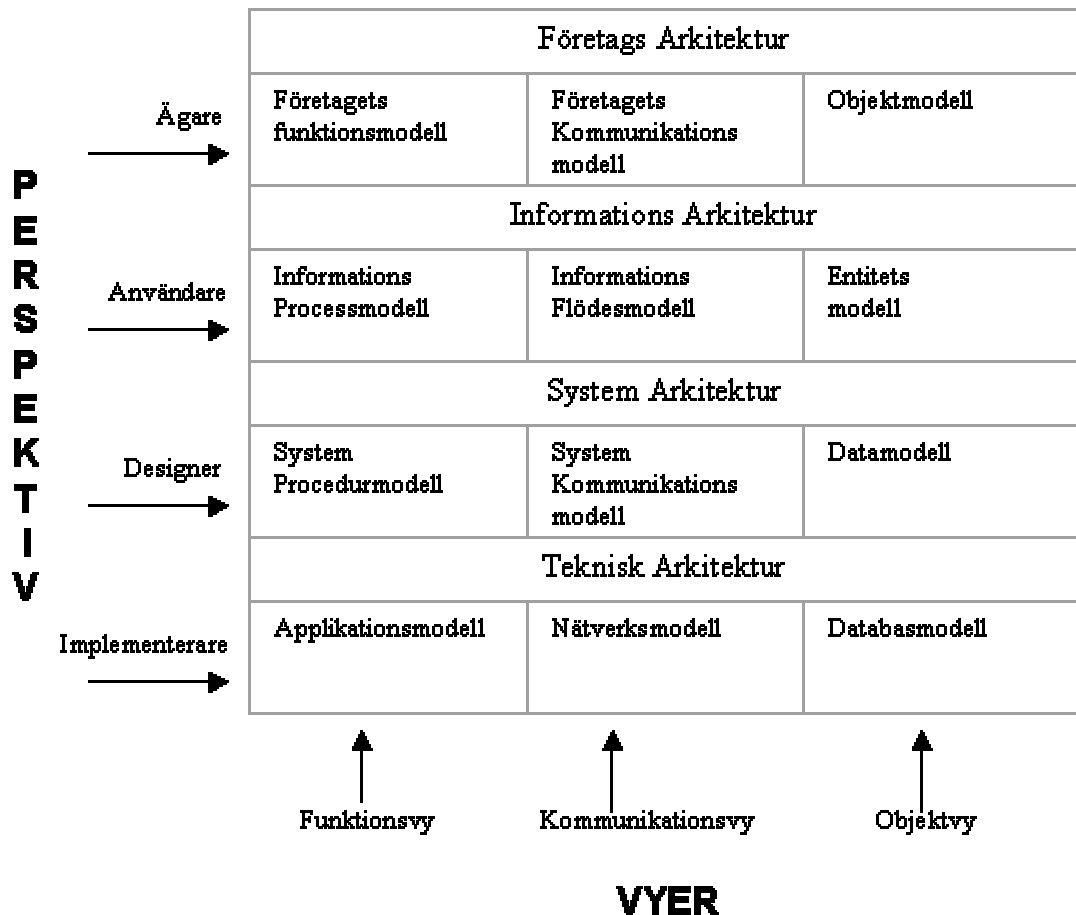 Företags Arkitektur
Ägare
Företagets
funktionsmodell
Företagets
Kommunikations
modell
Objektmodell
PERSPEKTIV
Informations Arkitektur
Användare
Informations
Processmodell
Informations
Flödesmodell
Entitets
modell
System Arkitektur
Designer
System
Procedurmodell
System
Kommunikations
modell
Datamodell
Teknisk Arkitektur
Implementerare
Applikationsmodell
Nätverksmodell
Databasmodell
Funktionsvy
Kommunikationsvy
Objektvy
VYER